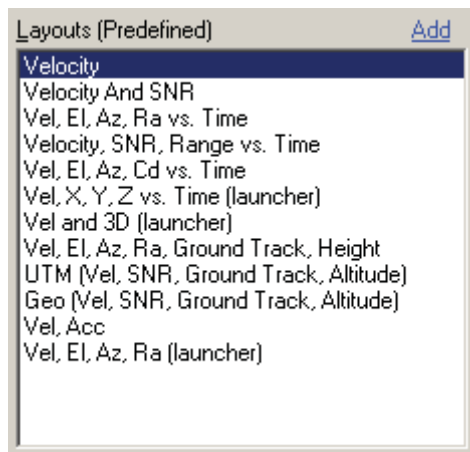 Layouts (Predefined) Add
Velocity
Velocity And SNR
Vel, El, Az, Ra vs. Time
Velocity, SNR, Range vs. Time
Vel, El, Az, Cd vs. Time
Vel, X, Y, Z vs. Time (launcher)
Vel and 3D (launcher)
Vel, El, Az, Ra, Ground Track, Height
UTM (Vel, SNR, Ground Track, Altitude)
Geo (Vel, SNR, Ground Track, Altitude)
Vel, Acc
Vel, El, Az, Ra (launcher)